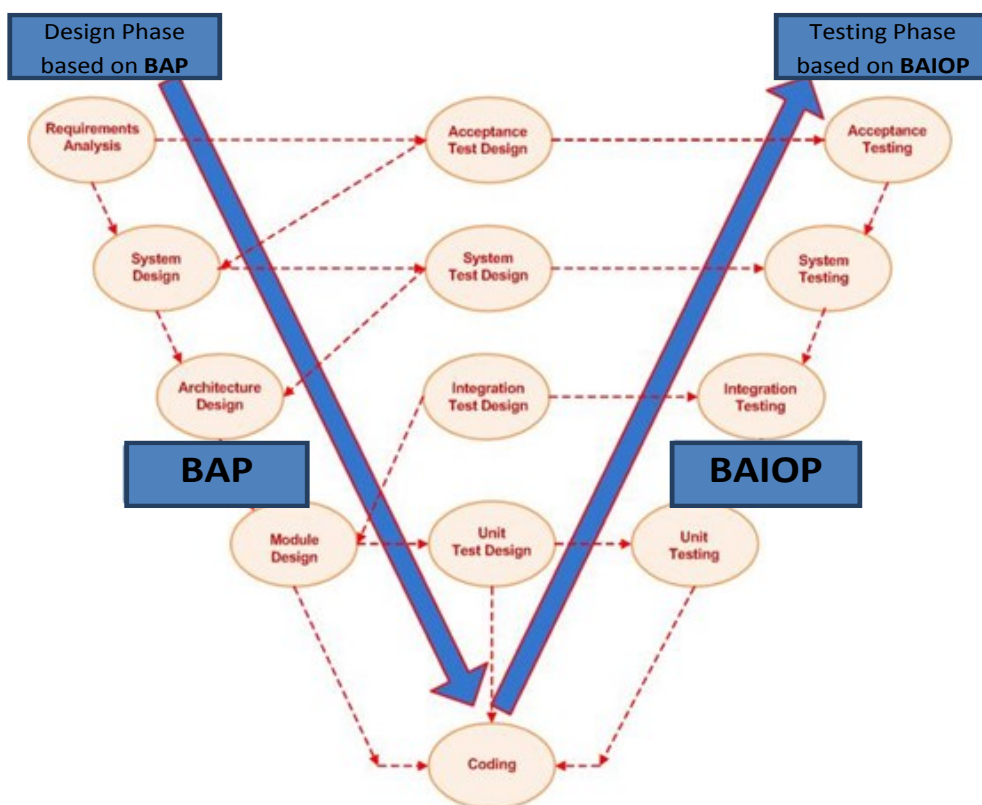 Design Phase
based on BAP
Testing Phase
based on BAIOP
Requirements
Analysis
Acceptance
Test Design
Acceptance
Testing
System
Design
System
Test Design
System
Testing
Architecture
Design
Integration
Test Design
Integration
Testing
BAP
BAIOP
Module
Design
Unit
Test Design
Unit
Testing
Coding